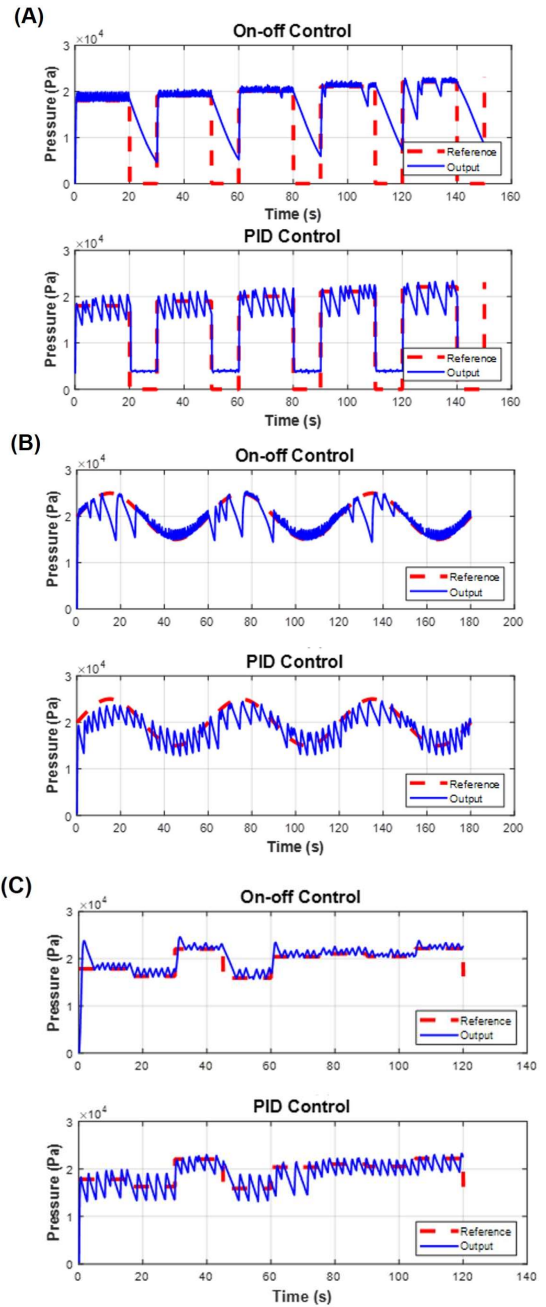 (A)
On-off Control
×10⁴
3
2
1
0
Pressure (Pa)
Reference
Output
0 20 40 60 80 100 120 140 160
Time (s)
PID Control
×10⁴
3
2
1
0
Pressure (Pa)
Reference
Output
0 20 40 60 80 100 120 140 160
Time (s)
(B)
On-off Control
×10⁴
3
2
1
0
Pressure (Pa)
Reference
Output
0 20 40 60 80 100 120 140 160 180 200
PID Control
×10⁴
3
2
1
0
Pressure (Pa)
Reference
Output
0 20 40 60 80 100 120 140 160 180 200
Time (s)
(C)
On-off Control
×10⁴
3
2
1
0
Pressure (Pa)
Reference
Output
0 20 40 60 80 100 120 140
PID Control
×10⁴
3
2
1
0
Pressure (Pa)
Reference
Output
0 20 40 60 80 100 120 140
Time (s)